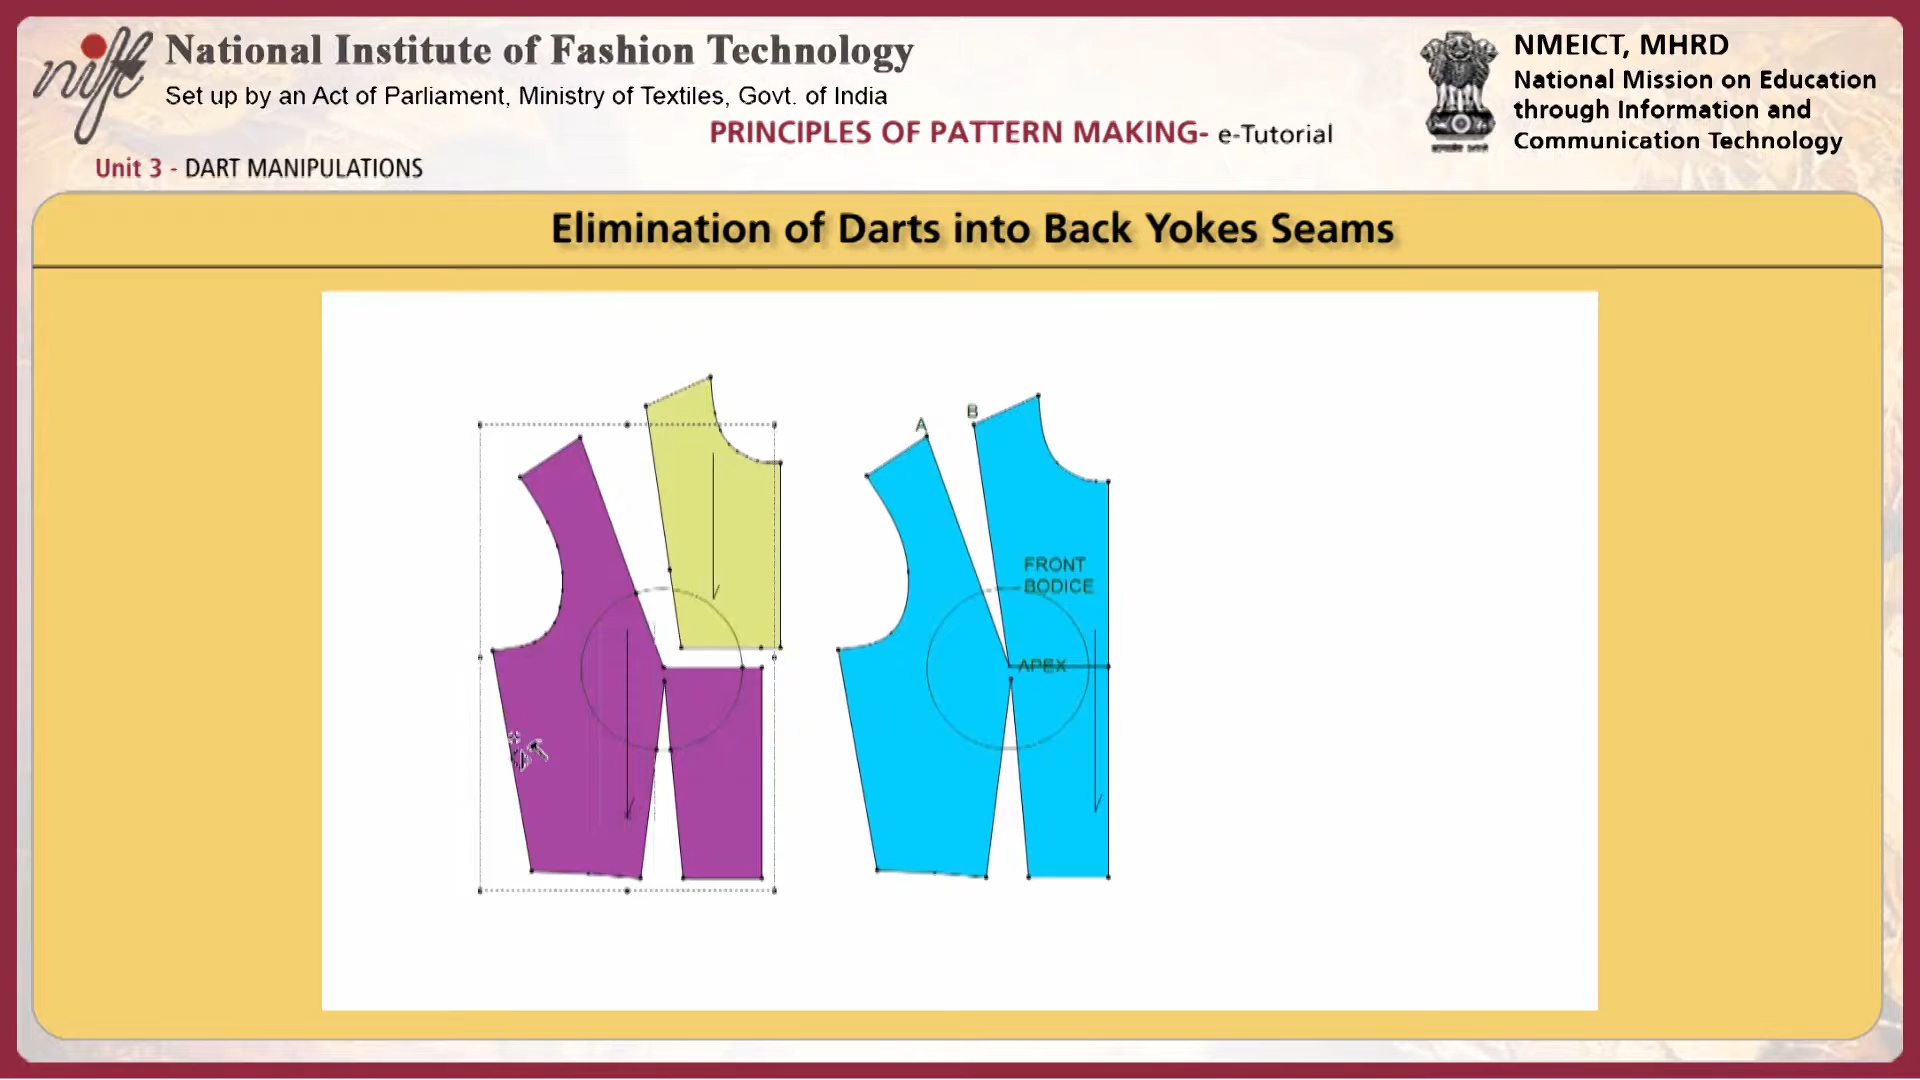 nift
National Institute of Fashion Technology
Set up by an Act of Parliament, Ministry of Textiles, Govt. of India
PRINCIPLES OF PATTERN MAKING- e-Tutorial
NMEICT, MHRD
National Mission on Education
through Information and
Communication Technology
Unit 3 - DART MANIPULATIONS
Elimination of Darts into Back Yokes Seams
A
B
FRONT
BODICE
APEX